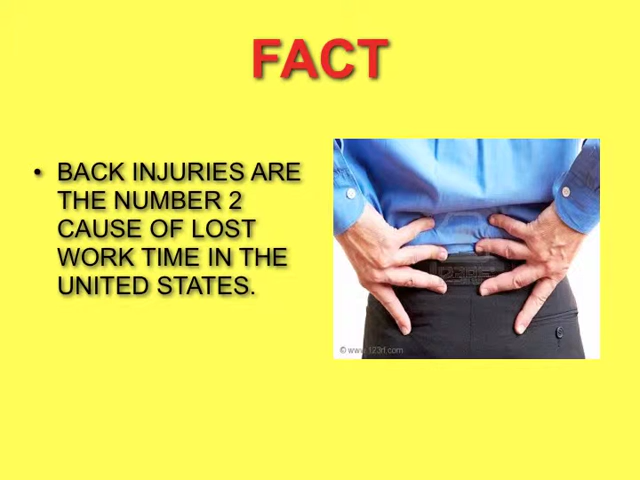 FACT
• BACK INJURIES ARE
THE NUMBER 2
CAUSE OF LOST
WORK TIME IN THE
UNITED STATES.
© www.123rf.com